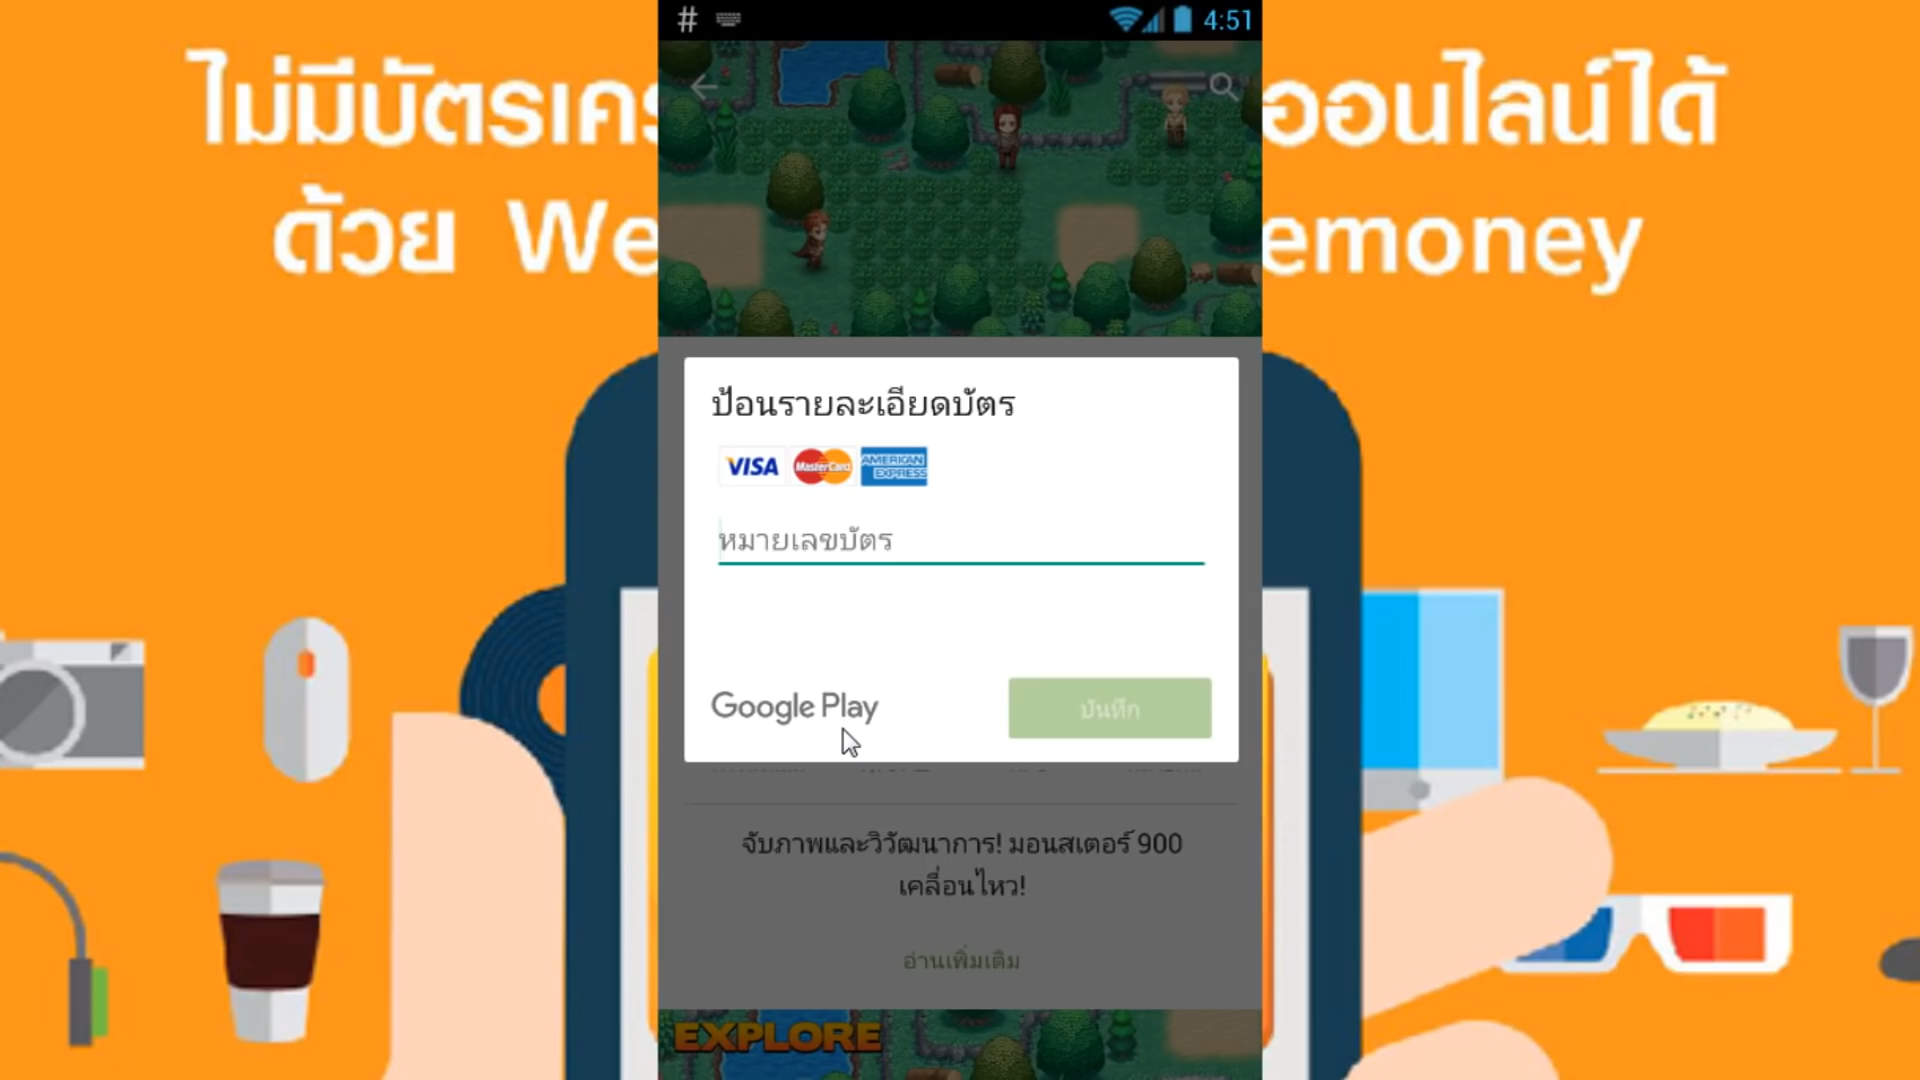 # 4:51
ไม่มีบัตรเคร
ออนไลน์ได้
ด้วย We
emoney
ป้อนรายละเอียดบัตร
VISA MasterCard AMERICAN EXPRESS
หมายเลขบัตร
Google Play บันทึก
จับภาพและวิวัฒนาการ! มอนสเตอร์ 900
เคลื่อนไหว!
อ่านเพิ่มเติม
EXPLORE